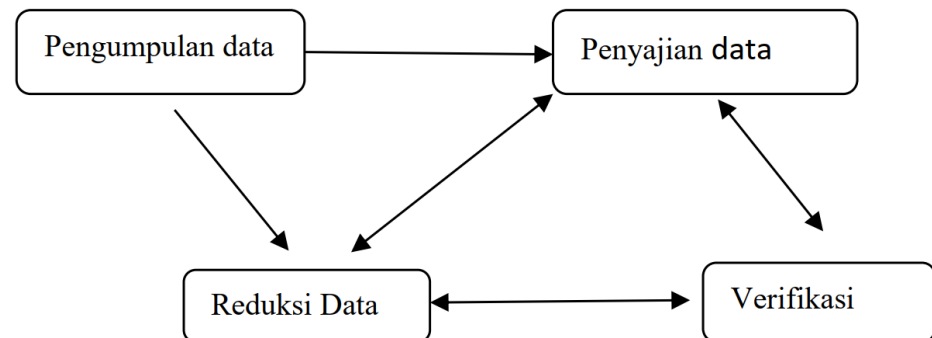 Pengumpulan data
Penyajian data
Reduksi Data
Verifikasi